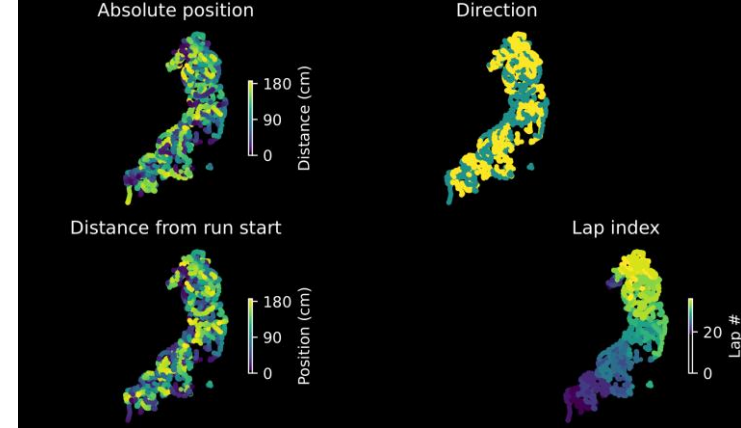 Absolute position
Direction
180
90
0
Distance (cm)
Distance from run start
Lap index
180
90
0
Position (cm)
20
0
Lap #